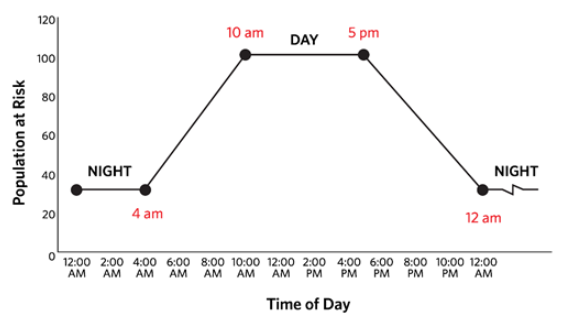 120
10 am
DAY
5 pm
100
80
60
NIGHT
NIGHT
40
4 am
12 am
20
0
Population at Risk
12:00 2:00 4:00 6:00 8:00 10:00 12:00 2:00 4:00 6:00 8:00 10:00 12:00
AM AM AM AM AM AM AM PM PM PM PM PM AM
Time of Day